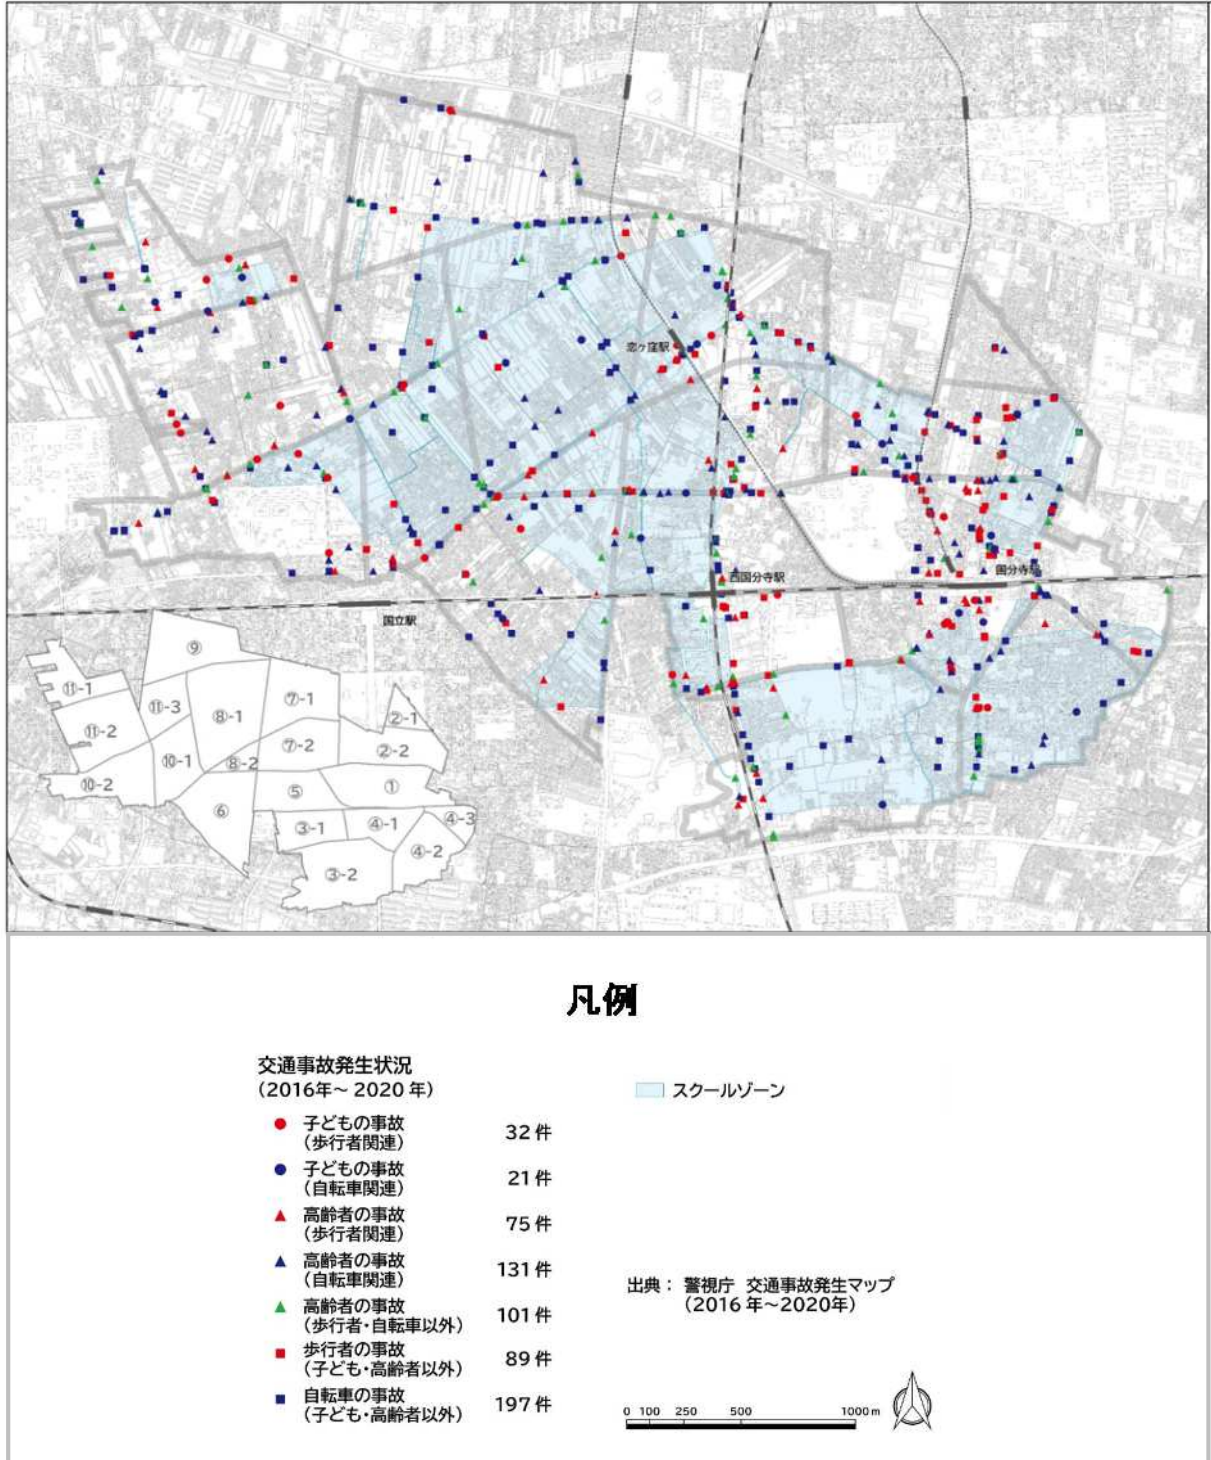 恋ヶ窪駅
西国分寺駅
国分寺駅
国立駅
⑨
⑪-1
⑪-3
⑦-1
⑧-1
②-1
⑪-2
⑦-2
②-2
⑩-1
⑧-2
⑩-2
⑤
①
⑥
③-1
④-1
④-3
④-2
③-2
凡例
交通事故発生状況
(2016年～2020年)
スクールゾーン
子どもの事故
(歩行者関連)
32件
子どもの事故
(自転車関連)
21件
高齢者の事故
(歩行者関連)
75件
高齢者の事故
(自転車関連)
131件
高齢者の事故
(歩行者・自転車以外)
101件
歩行者の事故
(子ども・高齢者以外)
89件
自転車の事故
(子ども・高齢者以外)
197件
出典：警視庁 交通事故発生マップ
(2016年～2020年)
0 100 250 500 1000m